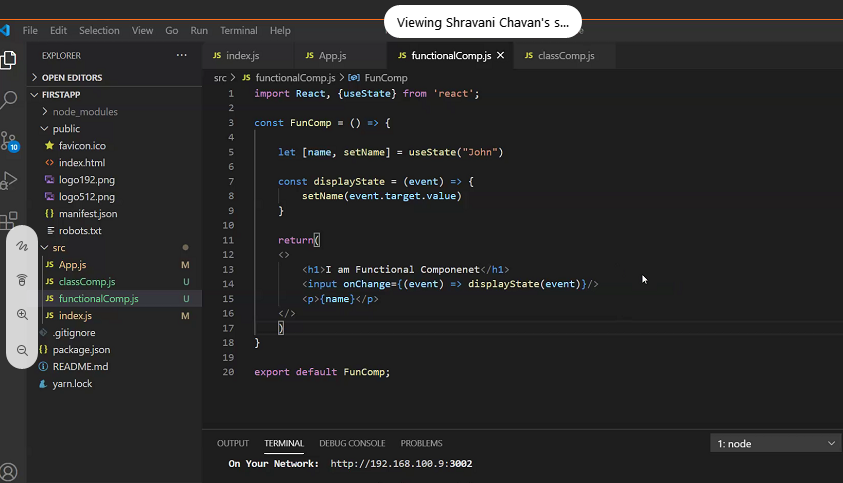 Viewing Shravani Chavan's s...
File Edit Selection View Go Run Terminal Help
EXPLORER
OPEN EDITORS
FIRSTAPP
node_modules
public
favicon.ico
index.html
logo192.png
logo512.png
manifest.json
robots.txt
src
JS App.js M
JS classComp.js U
JS functionalComp.js U
JS index.js M
.gitignore
{} package.json
README.md
yarn.lock
10
JS index.js JS App.js JS functionalComp.js JS classComp.js
src > JS functionalComp.js > FunComp
1 import React, {useState} from 'react';
2
3 const FunComp = () => {
4
5 let [name, setName] = useState("John")
6
7 const displayState = (event) => {
8 setName(event.target.value)
9 }
10
11 return(
12 <>
13 <h1>I am Functional Componenet</h1>
14 <input onChange={(event) => displayState(event)}/>
15 <p>{name}</p>
16 </>
17 )
18 }
19
20 export default FunComp;
OUTPUT TERMINAL DEBUG CONSOLE PROBLEMS 1: node
On Your Network: http://192.168.100.9:3002